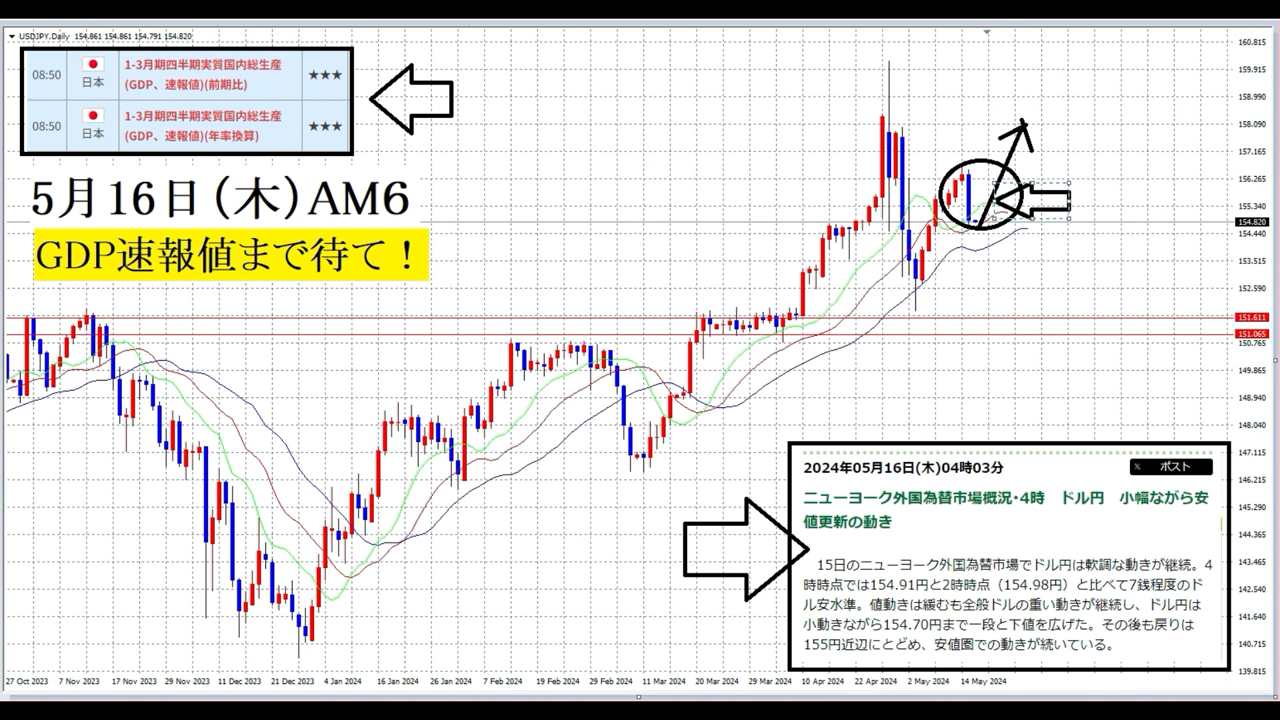 USDJPY,Daily 154.861 154.861 154.791 154.820
08:50 日本 1-3月期四半期実質国内総生産
(GDP、速報値)(前期比) ★★★
08:50 日本 1-3月期四半期実質国内総生産
(GDP、速報値)(年率換算) ★★★
5月16日(木)AM6
GDP速報値まで待て！
160.815
159.915
158.990
158.090
157.165
156.265
155.340
154.820
154.440
153.515
152.590
151.611
151.065
150.765
149.865
148.940
148.040
147.115
146.215
145.290
144.365
143.465
142.540
141.640
140.715
139.815
2024年05月16日(木)04時03分
X ポスト
ニューヨーク外国為替市場概況・4時　ドル円　小幅ながら安
値更新の動き
15日のニューヨーク外国為替市場でドル円は軟調な動きが継続。4
時時点では154.91円と2時時点（154.98円）と比べて7銭程度のド
ル安水準。値動きは緩むも全般ドルの重い動きが継続し、ドル円は
小動きながら154.70円まで一段と下値を広げた。その後も戻りは
155円近辺にとどめ、安値圏での動きが続いている。
27 Oct 2023 7 Nov 2023 17 Nov 2023 29 Nov 2023 11 Dec 2023 21 Dec 2023 4 Jan 2024 16 Jan 2024 26 Jan 2024 7 Feb 2024 19 Feb 2024 29 Feb 2024 11 Mar 2024 20 Mar 2024 29 Mar 2024 10 Apr 2024 22 Apr 2024 2 May 2024 14 May 2024